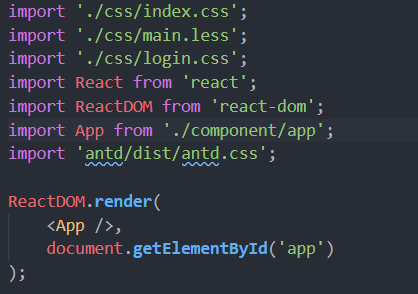 import './css/index.css';
import './css/main.less';
import './css/login.css';
import React from 'react';
import ReactDOM from 'react-dom';
import App from './component/app';
import 'antd/dist/antd.css';
ReactDOM.render(
    <App />,
    document.getElementById('app')
);